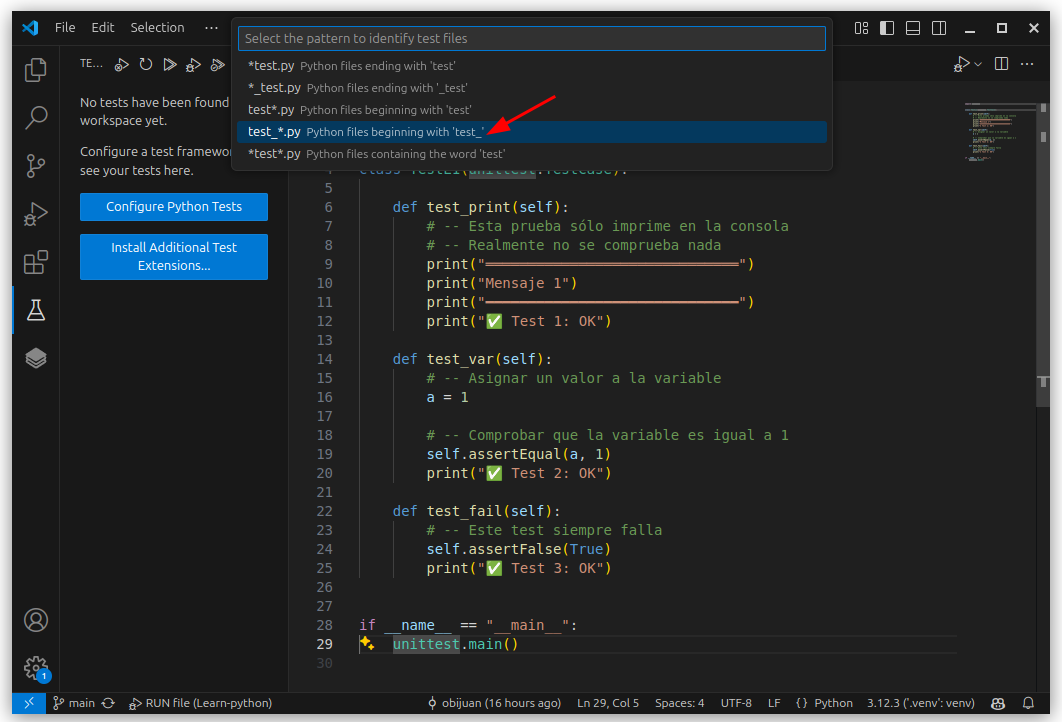 File Edit Selection ···
Select the pattern to identify test files
*test.py Python files ending with 'test'
*_test.py Python files ending with '_test'
test*.py Python files beginning with 'test'
test_*.py Python files beginning with 'test_'
*test*.py Python files containing the word 'test'
TE...
No tests have been found
workspace yet.
Configure a test framewo
see your tests here.
Configure Python Tests
Install Additional Test
Extensions...
5
6 def test_print(self):
7 # -- Esta prueba sólo imprime en la consola
8 # -- Realmente no se comprueba nada
9 print("══════════════════════════════")
10 print("Mensaje 1")
11 print("══════════════════════════════")
12 print("✅ Test 1: OK")
13
14 def test_var(self):
15 # -- Asignar un valor a la variable
16 a = 1
17
18 # -- Comprobar que la variable es igual a 1
19 self.assertEqual(a, 1)
20 print("✅ Test 2: OK")
21
22 def test_fail(self):
23 # -- Este test siempre falla
24 self.assertFalse(True)
25 print("✅ Test 3: OK")
26
27
28 if __name__ == "__main__":
29 unittest.main()
30
1
main RUN file (Learn-python) obijuan (16 hours ago) Ln 29, Col 5 Spaces: 4 UTF-8 LF {} Python 3.12.3 ('.venv': venv)